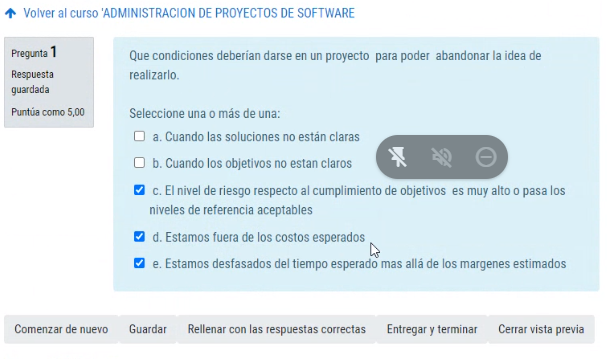 Volver al curso 'ADMINISTRACION DE PROYECTOS DE SOFTWARE
Pregunta 1
Respuesta
guardada
Puntúa como 5,00
Que condiciones deberían darse en un proyecto para poder abandonar la idea de
realizarlo.
Seleccione una o más de una:
a. Cuando las soluciones no están claras
b. Cuando los objetivos no estan claros
c. El nivel de riesgo respecto al cumplimiento de objetivos es muy alto o pasa los
niveles de referencia aceptables
d. Estamos fuera de los costos esperados
e. Estamos desfasados del tiempo esperado mas allá de los margenes estimados
Comenzar de nuevo Guardar Rellenar con las respuestas correctas Entregar y terminar Cerrar vista previa